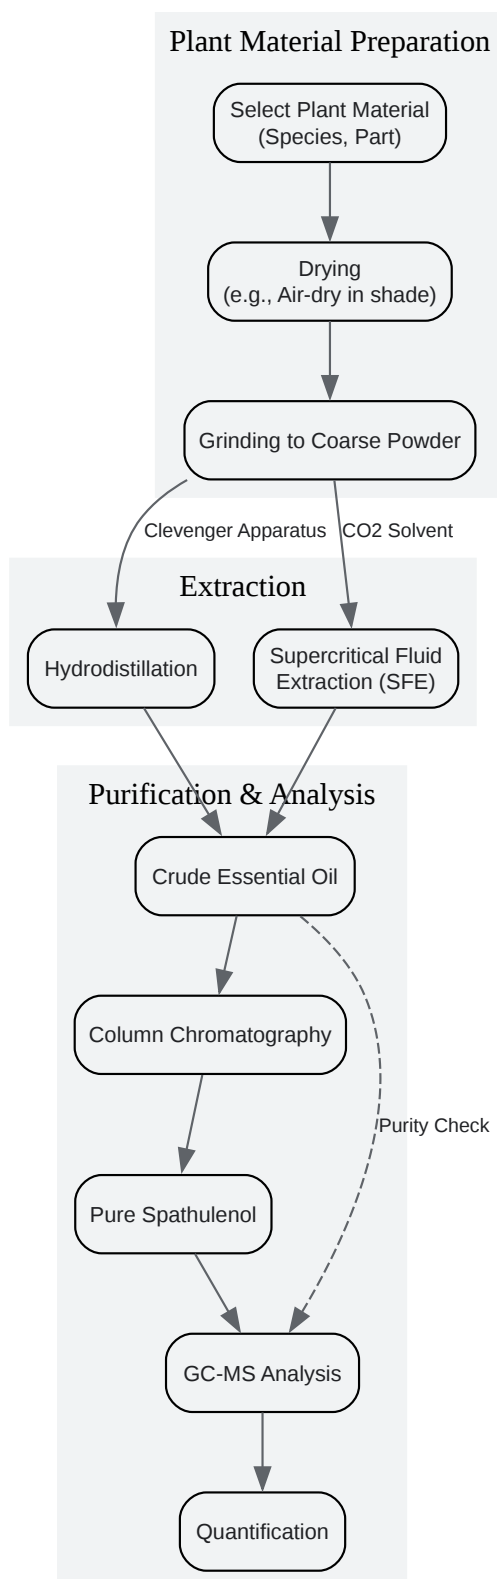 Plant Material Preparation
Select Plant Material
(Species, Part)
Drying
(e.g., Air-dry in shade)
Grinding to Coarse Powder
Clevenger Apparatus
CO2 Solvent
Extraction
Hydrodistillation
Supercritical Fluid
Extraction (SFE)
Purification & Analysis
Crude Essential Oil
Column Chromatography
Purity Check
Pure Spathulenol
GC-MS Analysis
Quantification